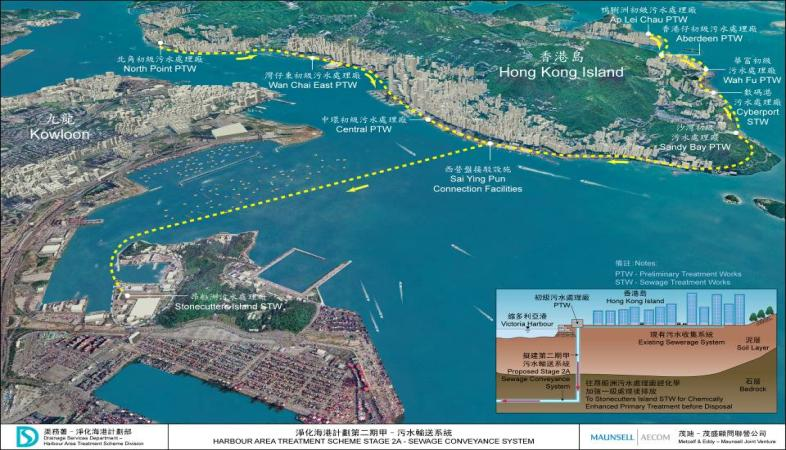 鴨脷洲初級污水處理廠
Ap Lei Chau PTW
香港仔初級污水處理廠
Aberdeen PTW
華富初級
污水處理廠
Wah Fu PTW
數碼港
污水處理廠
Cyberport
STW
沙灣初級
污水處理廠
Sandy Bay PTW
香港島
Hong Kong Island
北角初級污水處理廠
North Point PTW
灣仔東初級污水處理廠
Wan Chai East PTW
九龍
Kowloon
中環初級污水處理廠
Central PTW
西營盤接駁設施
Sai Ying Pun
Connection Facilities
昂船洲污水處理廠
Stonecutters Island STW
備註 :Notes:
PTW - Preliminary Treatment Works
STW - Sewage Treatment Works
初級污水處理廠
PTW
香港島
Hong Kong Island
維多利亞港
Victoria Harbour
現有污水收集系統
Existing Sewerage System
泥層
Soil Layer
擬建第二期甲
污水輸送系統
Proposed Stage 2A
Sewage Conveyance
System
往昂船洲污水處理廠經化學
加強一級處理後排放
To Stonecutters Island STW for Chemically
Enhanced Primary Treatment before Disposal
石層
Bedrock
渠務署 - 淨化海港計劃部
Drainage Services Department –
Harbour Area Treatment Scheme Division
淨化海港計劃第二期甲 - 污水輸送系統
HARBOUR AREA TREATMENT SCHEME STAGE 2A - SEWAGE CONVEYANCE SYSTEM
MAUNSELL | AECOM
茂迪 - 茂盛顧問聯營公司
Metcalf & Eddy – Maunsell Joint Venture